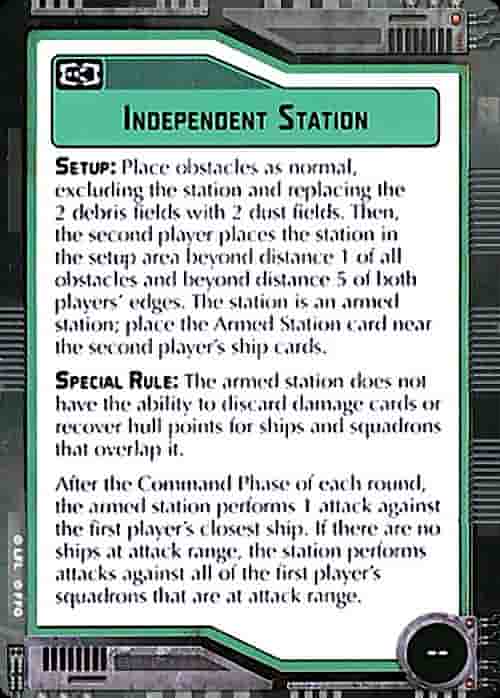 Independent Station
Setup: Place obstacles as normal,
excluding the station and replacing the
2 debris fields with 2 dust fields. Then,
the second player places the station in
the setup area beyond distance 1 of all
obstacles and beyond distance 5 of both
players' edges. The station is an armed
station; place the Armed Station card near
the second player's ship cards.
Special Rule: The armed station does not
have the ability to discard damage cards or
recover hull points for ships and squadrons
that overlap it.
After the Command Phase of each round,
the armed station performs 1 attack against
the first player's closest ship. If there are no
ships at attack range, the station performs
attacks against all of the first player's
squadrons that are at attack range.
--
© LFL © FFG